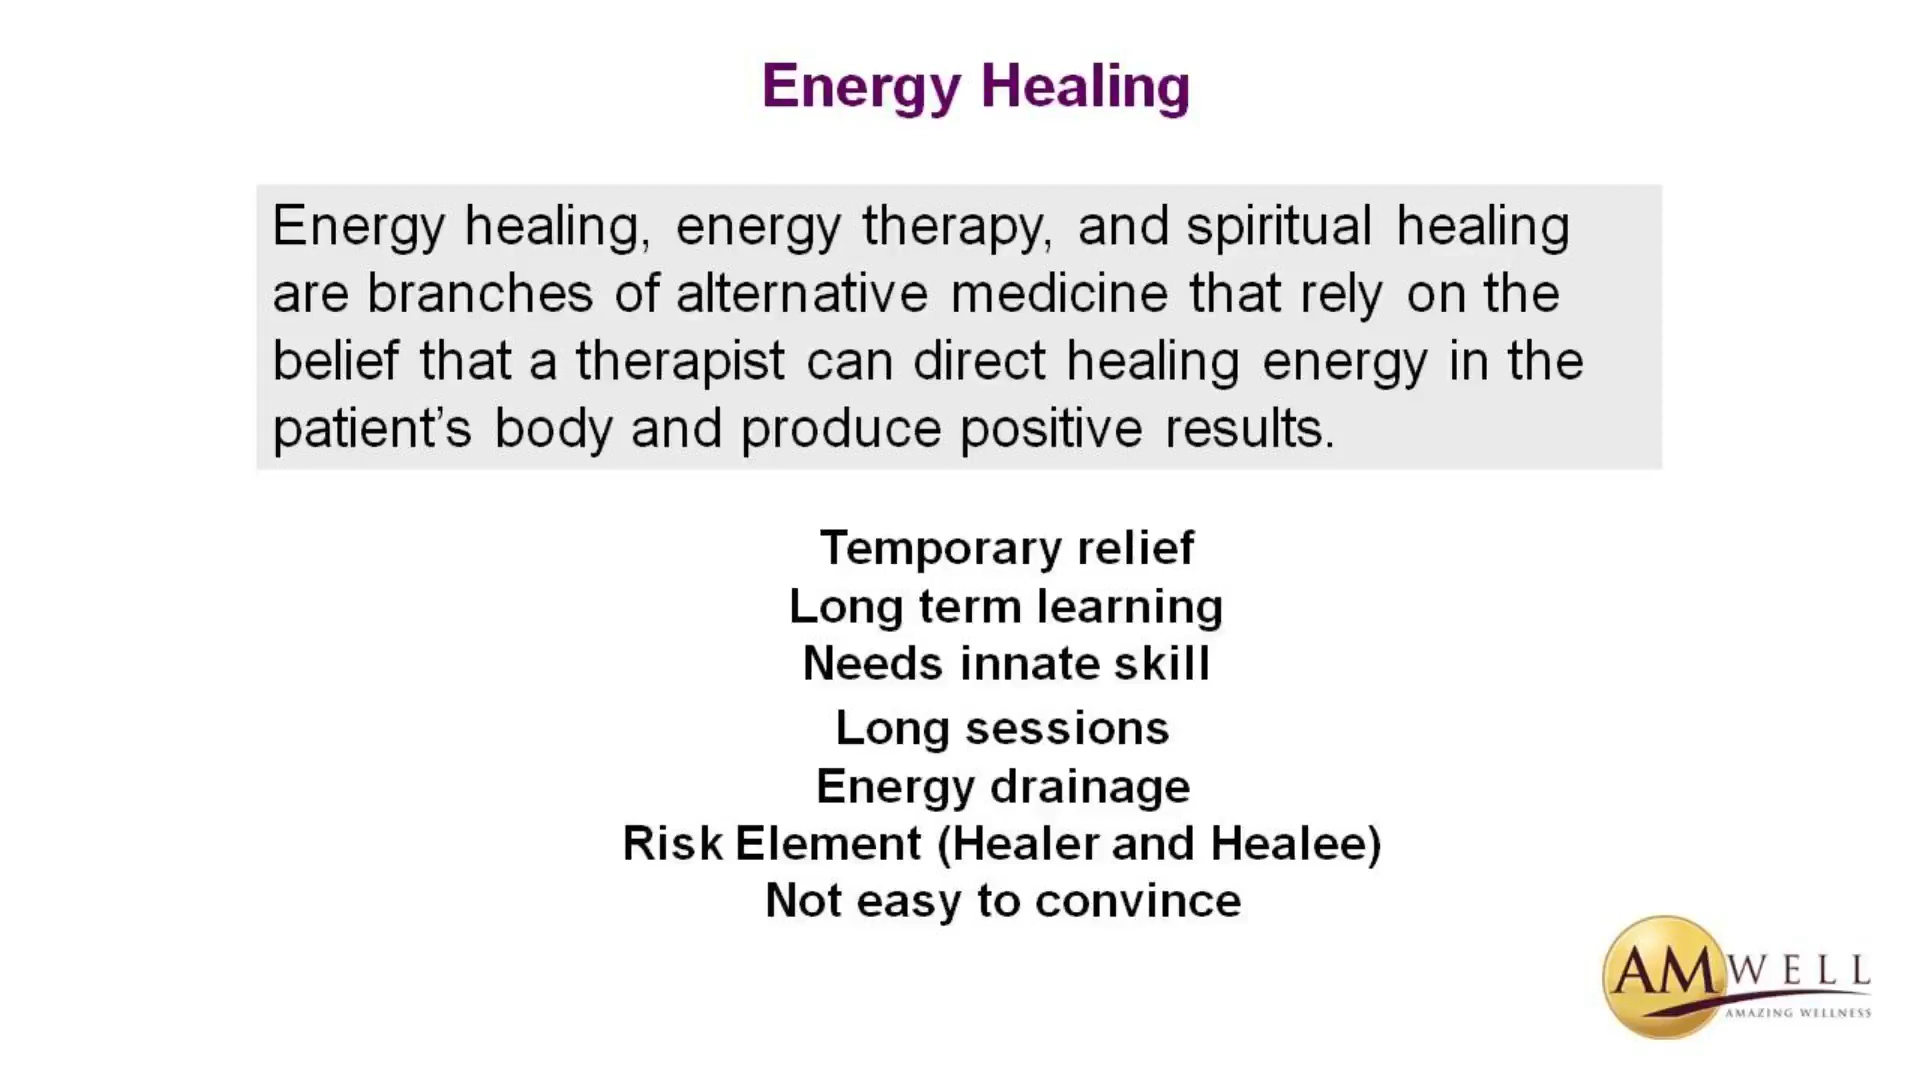 Energy Healing
Energy healing, energy therapy, and spiritual healing
are branches of alternative medicine that rely on the
belief that a therapist can direct healing energy in the
patient’s body and produce positive results.
Temporary relief
Long term learning
Needs innate skill
Long sessions
Energy drainage
Risk Element (Healer and Healee)
Not easy to convince
AMWELL
AMAZING WELLNESS